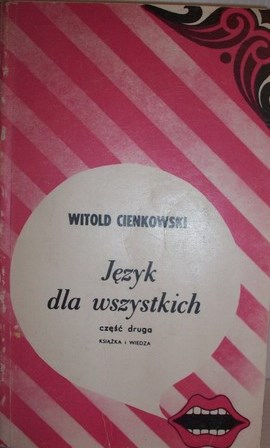 WITOLD CIENKOWSKI
Język
dla wszystkich
część druga
KSIĄŻKA I WIEDZA